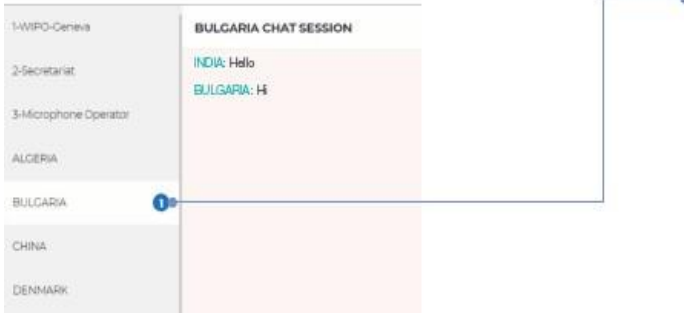 1-WIPO-Geneva
2-Secretariat
3-Microphone Operator
ALGERIA
BULGARIA
1
CHINA
DENMARK
BULGARIA CHAT SESSION
INDIA: Hello
BULGARIA: Hi